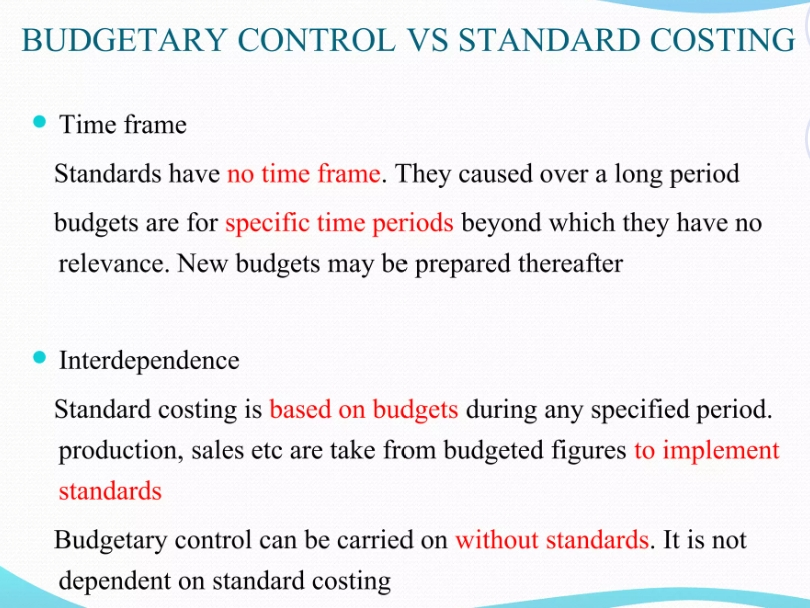 BUDGETARY CONTROL VS STANDARD COSTING
Time frame
Standards have no time frame. They caused over a long period
budgets are for specific time periods beyond which they have no
relevance. New budgets may be prepared thereafter
Interdependence
Standard costing is based on budgets during any specified period.
production, sales etc are take from budgeted figures to implement
standards
Budgetary control can be carried on without standards. It is not
dependent on standard costing